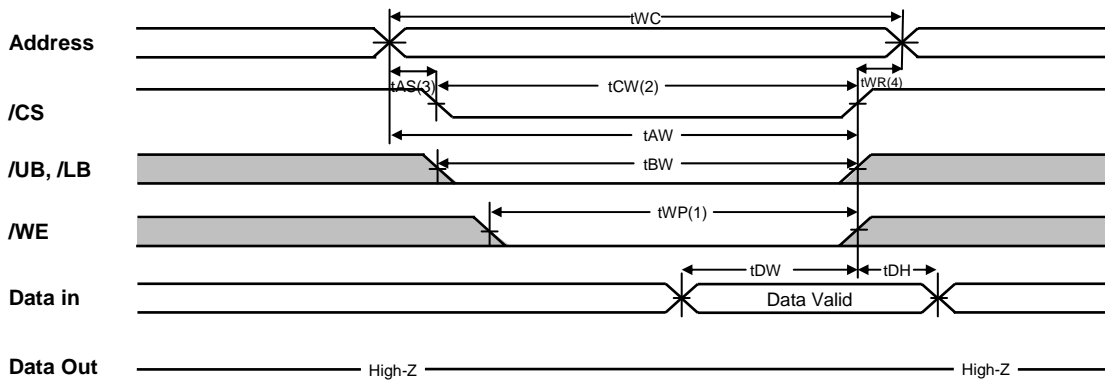 tWC
Address
tAS(3)
tCW(2)
tWR(4)
/CS
tAW
/UB, /LB
tBW
/WE
tWP(1)
tDW
tDH
Data in
Data Valid
Data Out
High-Z
High-Z